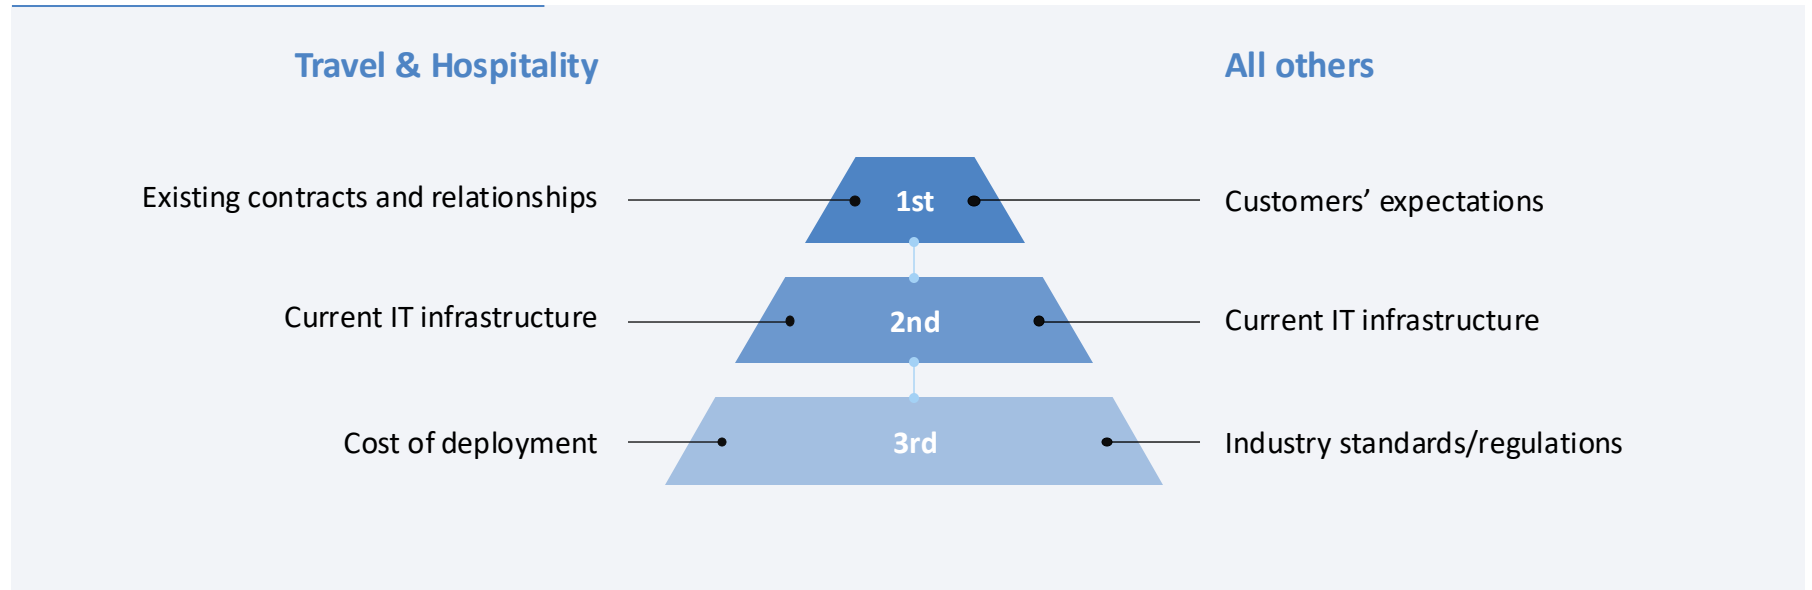 Travel & Hospitality
All others
Existing contracts and relationships
1st
Customers’ expectations
Current IT infrastructure
2nd
Current IT infrastructure
Cost of deployment
3rd
Industry standards/regulations